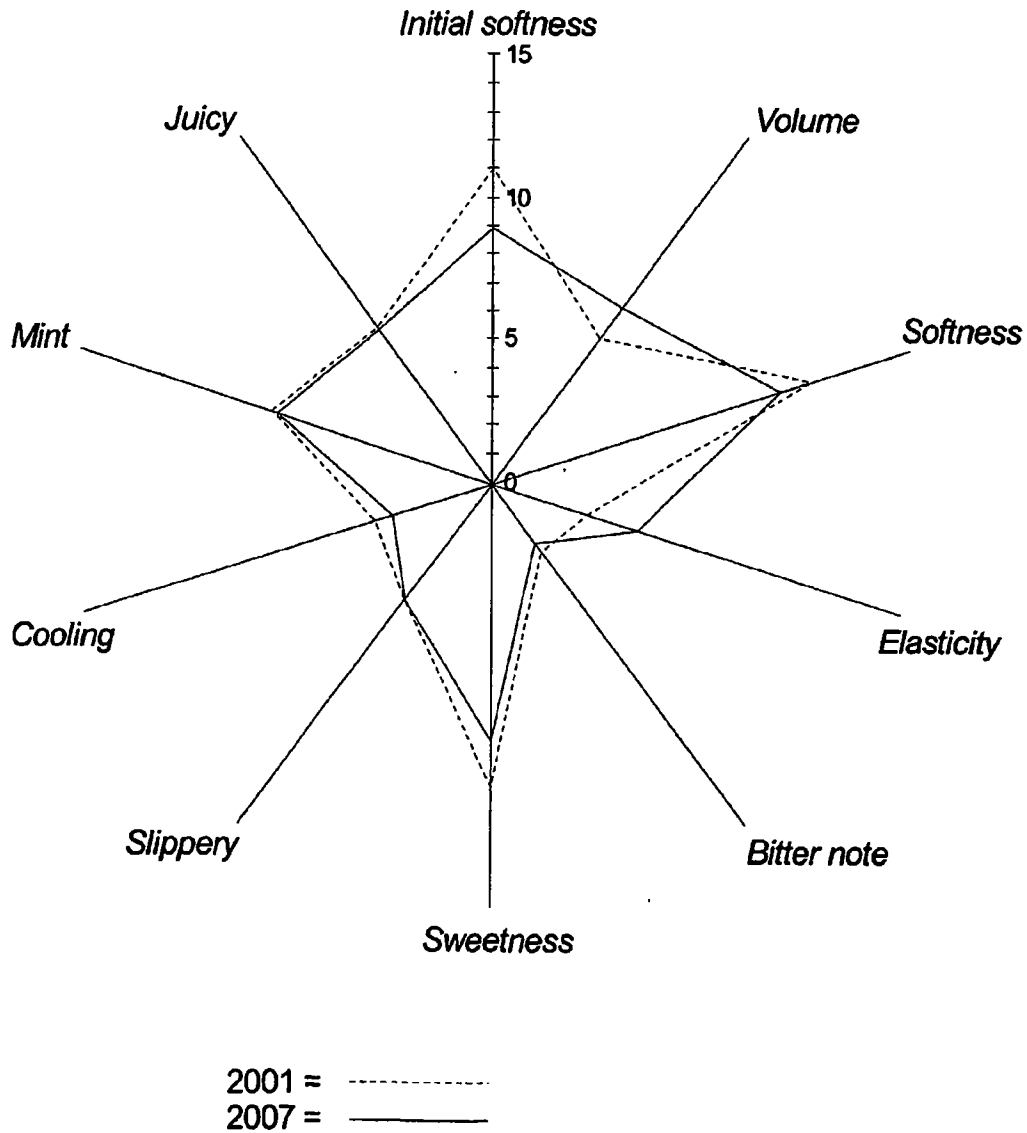 Initial softness
15
Juicy
Volume
10
Mint
Softness
5
0
Cooling
Elasticity
Slippery
Bitter note
Sweetness
2001 =
2007 =